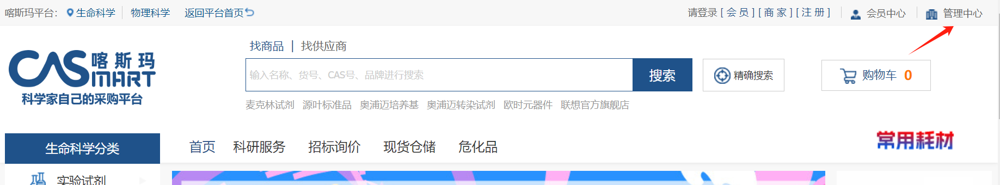 喀斯玛平台: 生命科学 物理科学 返回平台首页 请登录 [ 会 员 ] [ 商 家 ] [ 注 册 ] 会员中心 管理中心
找商品 | 找供应商
CAS 喀斯玛
MART
科学家自己的采购平台
输入名称、货号、CAS号、品牌进行搜索 搜索 精确搜索 购物车 0
麦克林试剂 源叶标准品 奥浦迈培养基 奥浦迈转染试剂 欧时元器件 联想官方旗舰店
生命科学分类 首页 科研服务 招标询价 现货仓储 危化品 常用耗材
实验试剂